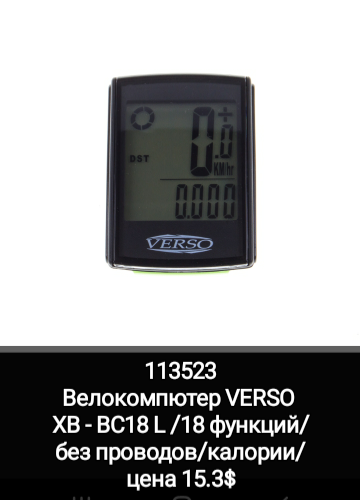 +
0.0
DST
KM/hr
0.000
VERSO
113523
Велокомпютер VERSO
XB - BC18 L /18 функций/
без проводов/калории/
цена 15.3$